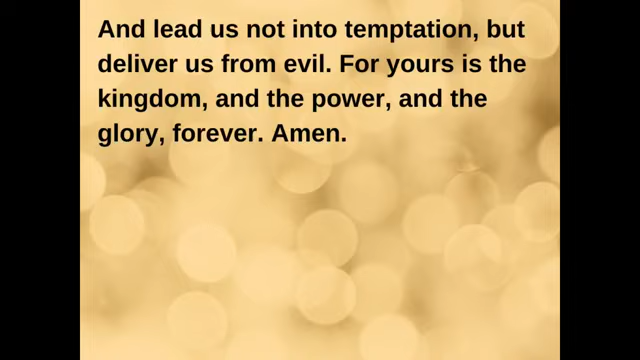 And lead us not into temptation, but
deliver us from evil. For yours is the
kingdom, and the power, and the
glory, forever. Amen.